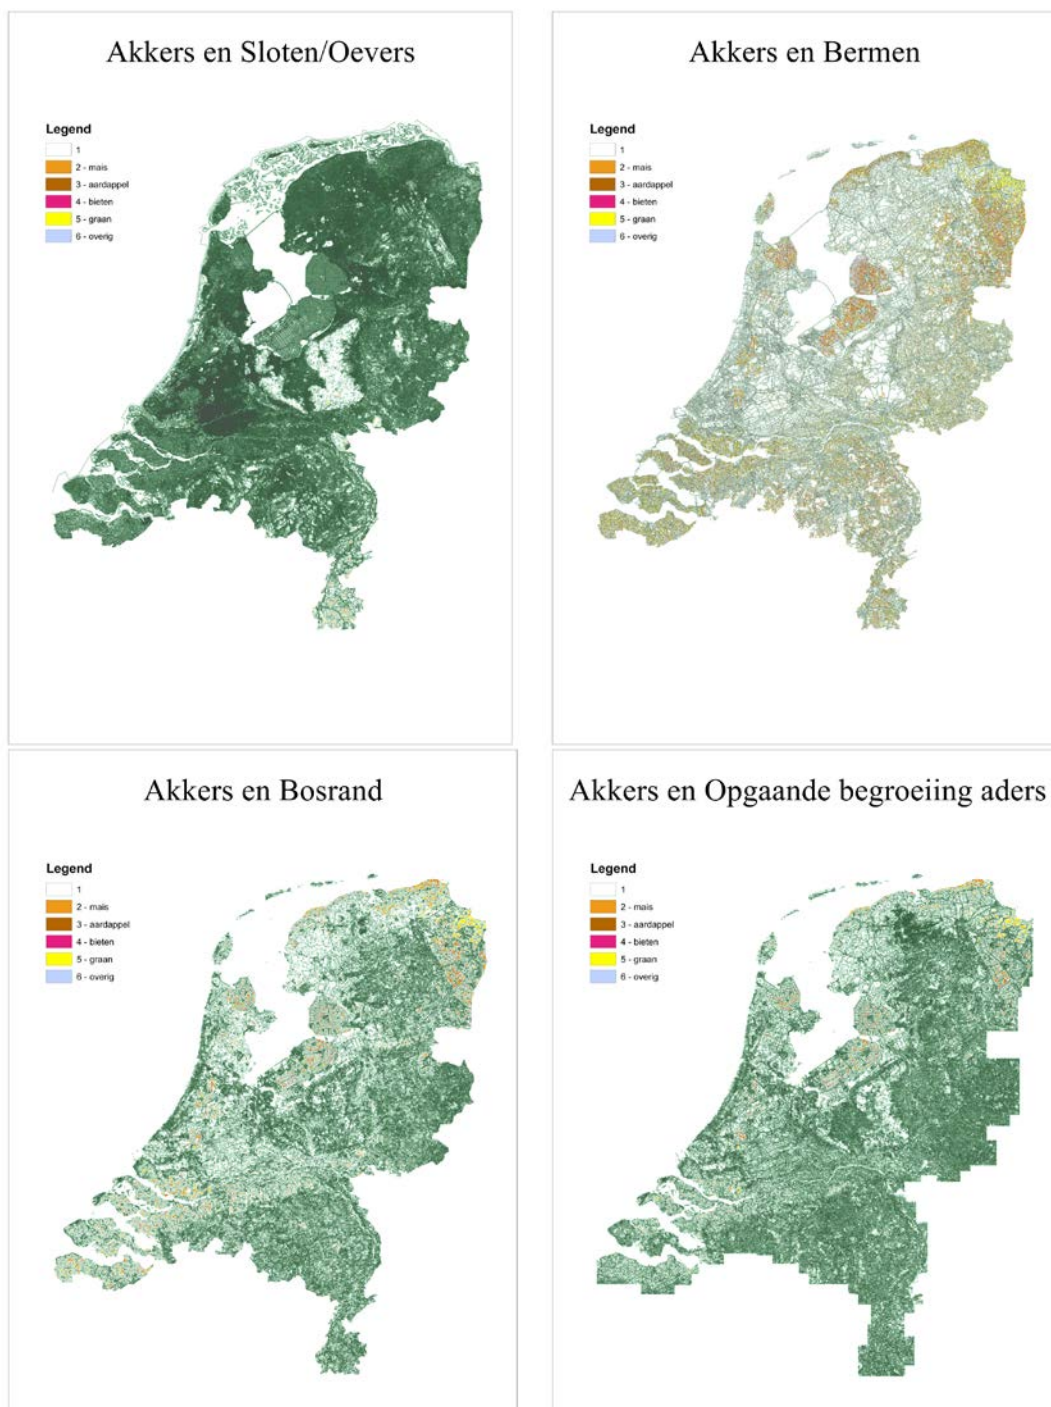 Akkers en Sloten/Oevers
Legend
1
2 - mais
3 - aardappel
4 - bieten
5 - graan
6 - overig
Akkers en Bermen
Legend
1
2 - mais
3 - aardappel
4 - bieten
5 - graan
6 - overig
Akkers en Bosrand
Legend
1
2 - mais
3 - aardappel
4 - bieten
5 - graan
6 - overig
Akkers en Opgaande begroeiing aders
Legend
1
2 - mais
3 - aardappel
4 - bieten
5 - graan
6 - overig